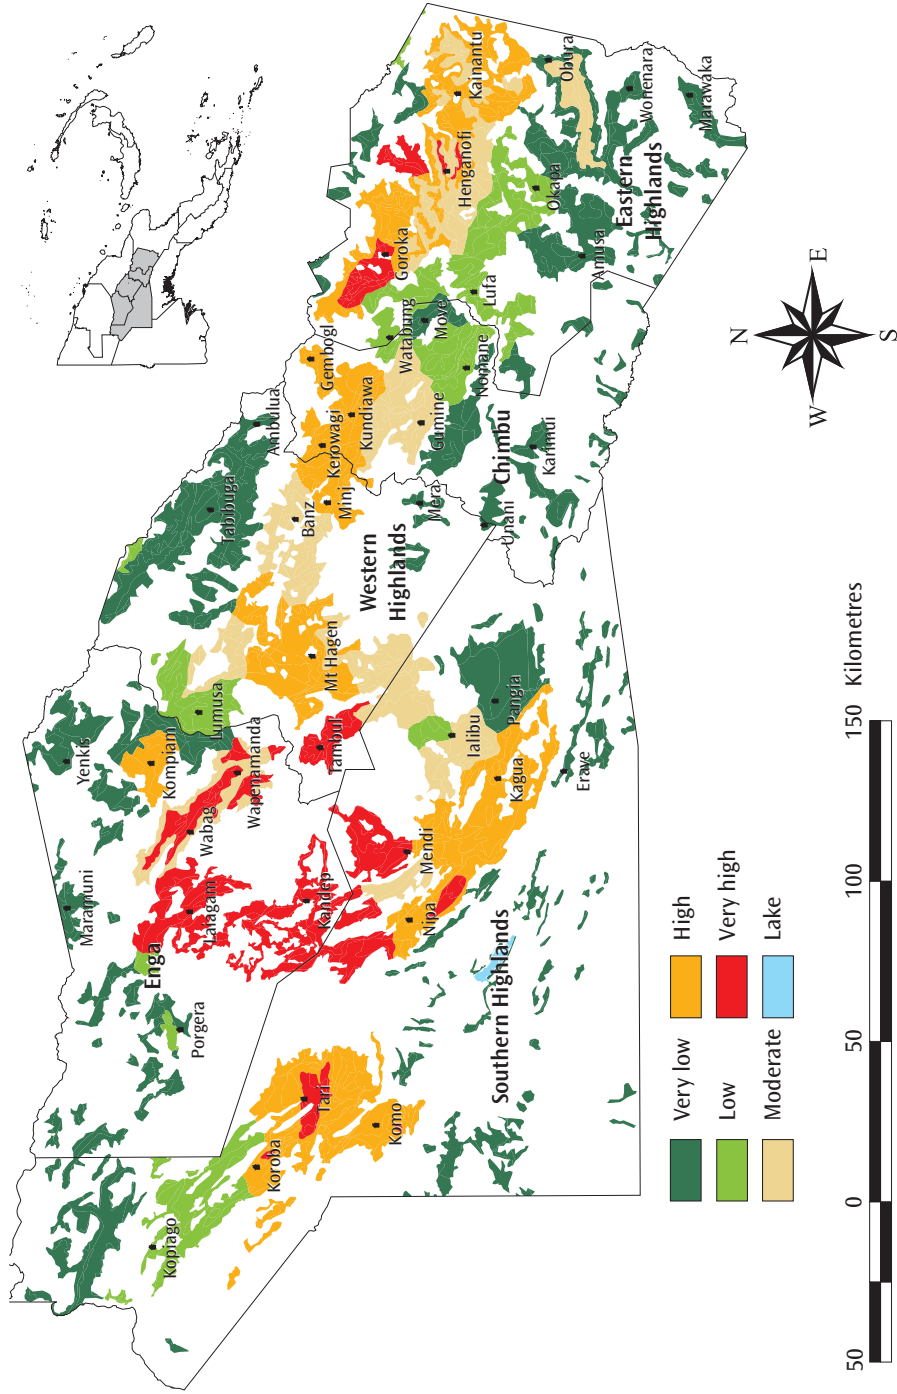 Yenkis
Maramuni
Kompiam
Lumusa
Wabag
Wapenamanda
Laiagam
Enga
Porgera
Kandep
Tambul
Kopiago
Koroba
Tari
Komo
Mendi
Nipa
Ialibu
Pangia
Kagua
Erave
Southern Highlands
Tabibuga
Ambulua
Banz
Minj
Mt Hagen
Western
Highlands
Gembogl
Kerowagi
Kundiawa
Gumine
Mera
Unani
Chimbu
Karimui
Nomane
Watabung
Move
Lufa
Goroka
Henganofi
Kainantu
Okapa
Obura
Wonenara
Marawaka
Amusa
Eastern
Highlands
Very low
Low
Moderate
High
Very high
Lake
N
W
E
S
50
0
50
100
150
Kilometres